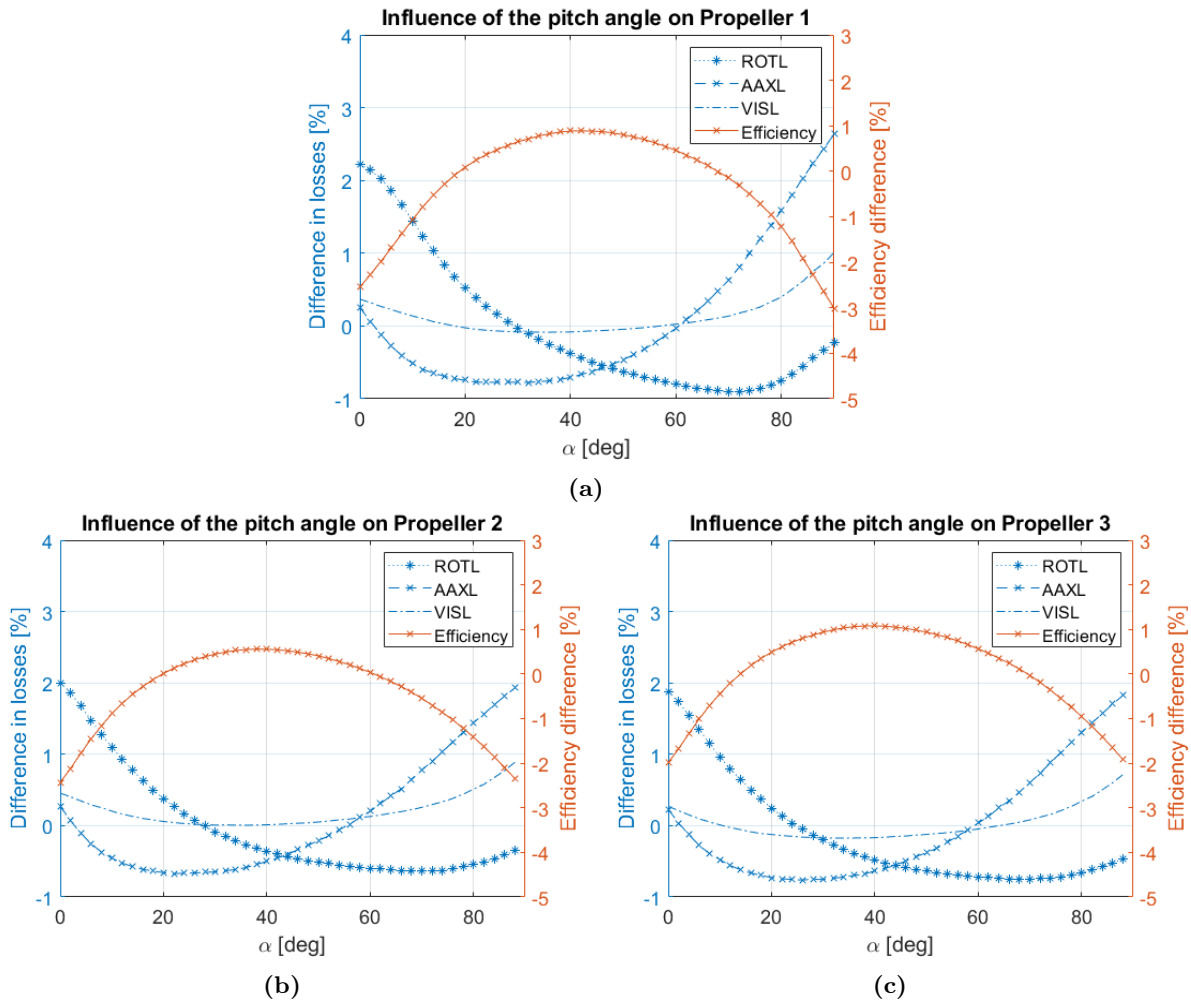 Influence of the pitch angle on Propeller 1
4
3
2
1
0
-1
Difference in losses [%]
ROTL
AAXL
VISL
Efficiency
3
2
1
0
-1
-2
-3
-4
-5
Efficiency difference [%]
0 20 40 60 80
α [deg]
(a)
Influence of the pitch angle on Propeller 2
4
3
2
1
0
-1
Difference in losses [%]
ROTL
AAXL
VISL
Efficiency
3
2
1
0
-1
-2
-3
-4
-5
Efficiency difference [%]
0 20 40 60 80
α [deg]
(b)
Influence of the pitch angle on Propeller 3
4
3
2
1
0
-1
Difference in losses [%]
ROTL
AAXL
VISL
Efficiency
3
2
1
0
-1
-2
-3
-4
-5
Efficiency difference [%]
0 20 40 60 80
α [deg]
(c)